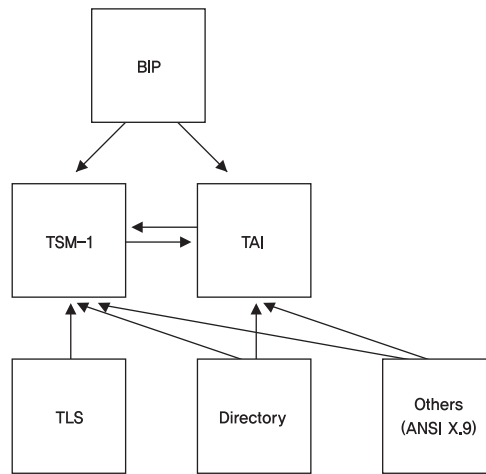 BIP
TSM-1
TAI
TLS
Directory
Others
(ANSI X.9)